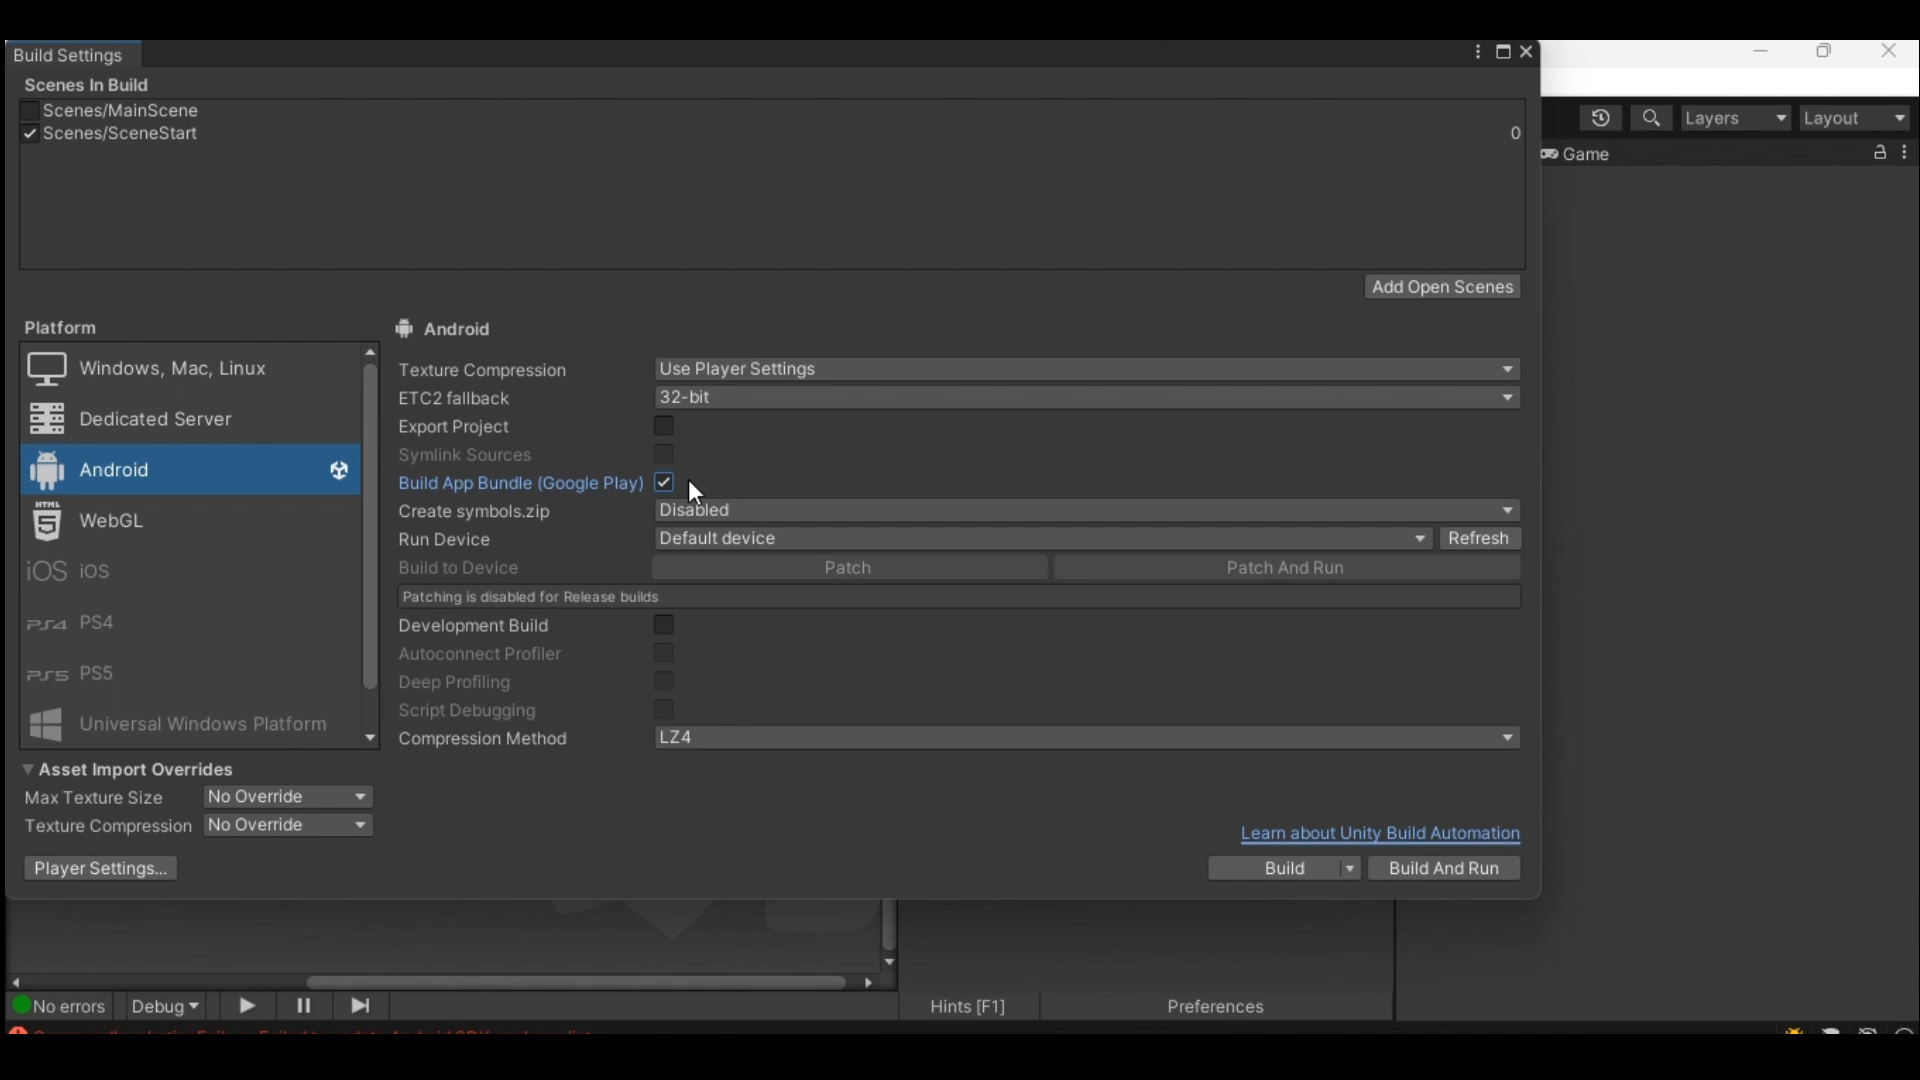 Build Settings
Scenes In Build
Scenes/MainScene
Scenes/SceneStart 0
Layers Layout
Game
Add Open Scenes
Platform
Windows, Mac, Linux
Dedicated Server
Android
HTML 5 WebGL
iOS iOS
PS4 PS4
PS5 PS5
Universal Windows Platform
Android
Texture Compression Use Player Settings
ETC2 fallback 32-bit
Export Project
Symlink Sources
Build App Bundle (Google Play)
Create symbols.zip Disabled
Run Device Default device Refresh
Build to Device Patch Patch And Run
Patching is disabled for Release builds
Development Build
Autoconnect Profiler
Deep Profiling
Script Debugging
Compression Method LZ4
Asset Import Overrides
Max Texture Size No Override
Texture Compression No Override
Learn about Unity Build Automation
Player Settings... Build Build And Run
No errors Debug Hints [F1] Preferences